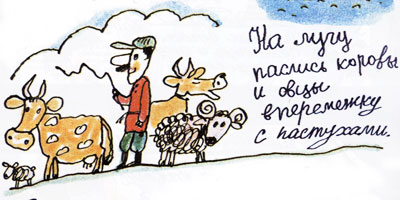 На лугу
паслись коровы
и овцы
вперемежку
с пастухами.